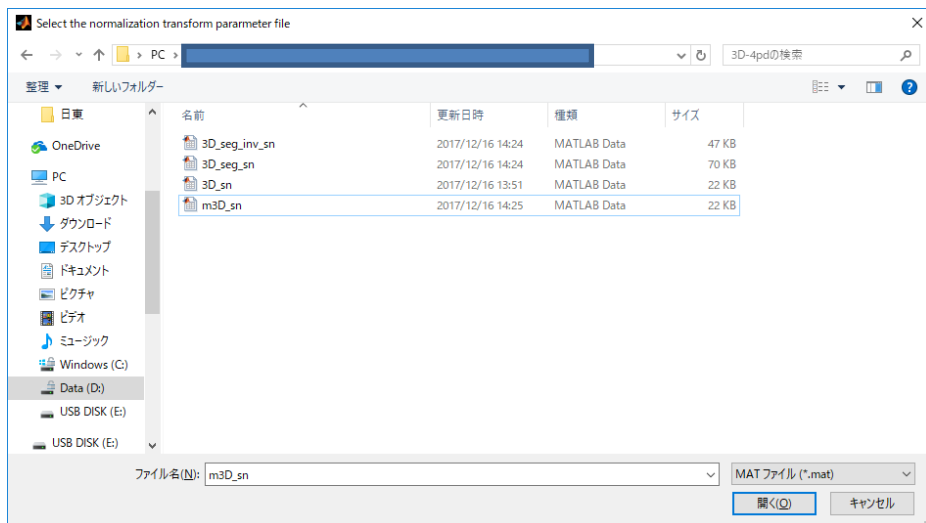 Select the normalization transform pararmeter file
PC
3D-4pdの検索
整理
新しいフォルダー
日東
OneDrive
PC
3D オブジェクト
ダウンロード
デスクトップ
ドキュメント
ピクチャ
ビデオ
ミュージック
Windows (C:)
Data (D:)
USB DISK (E:)
USB DISK (E:)
名前 更新日時 種類 サイズ
3D_seg_inv_sn 2017/12/16 14:24 MATLAB Data 47 KB
3D_seg_sn 2017/12/16 14:24 MATLAB Data 70 KB
3D_sn 2017/12/16 13:51 MATLAB Data 22 KB
m3D_sn 2017/12/16 14:25 MATLAB Data 22 KB
ファイル名(N): m3D_sn
MAT ファイル (*.mat)
開く(O) キャンセル